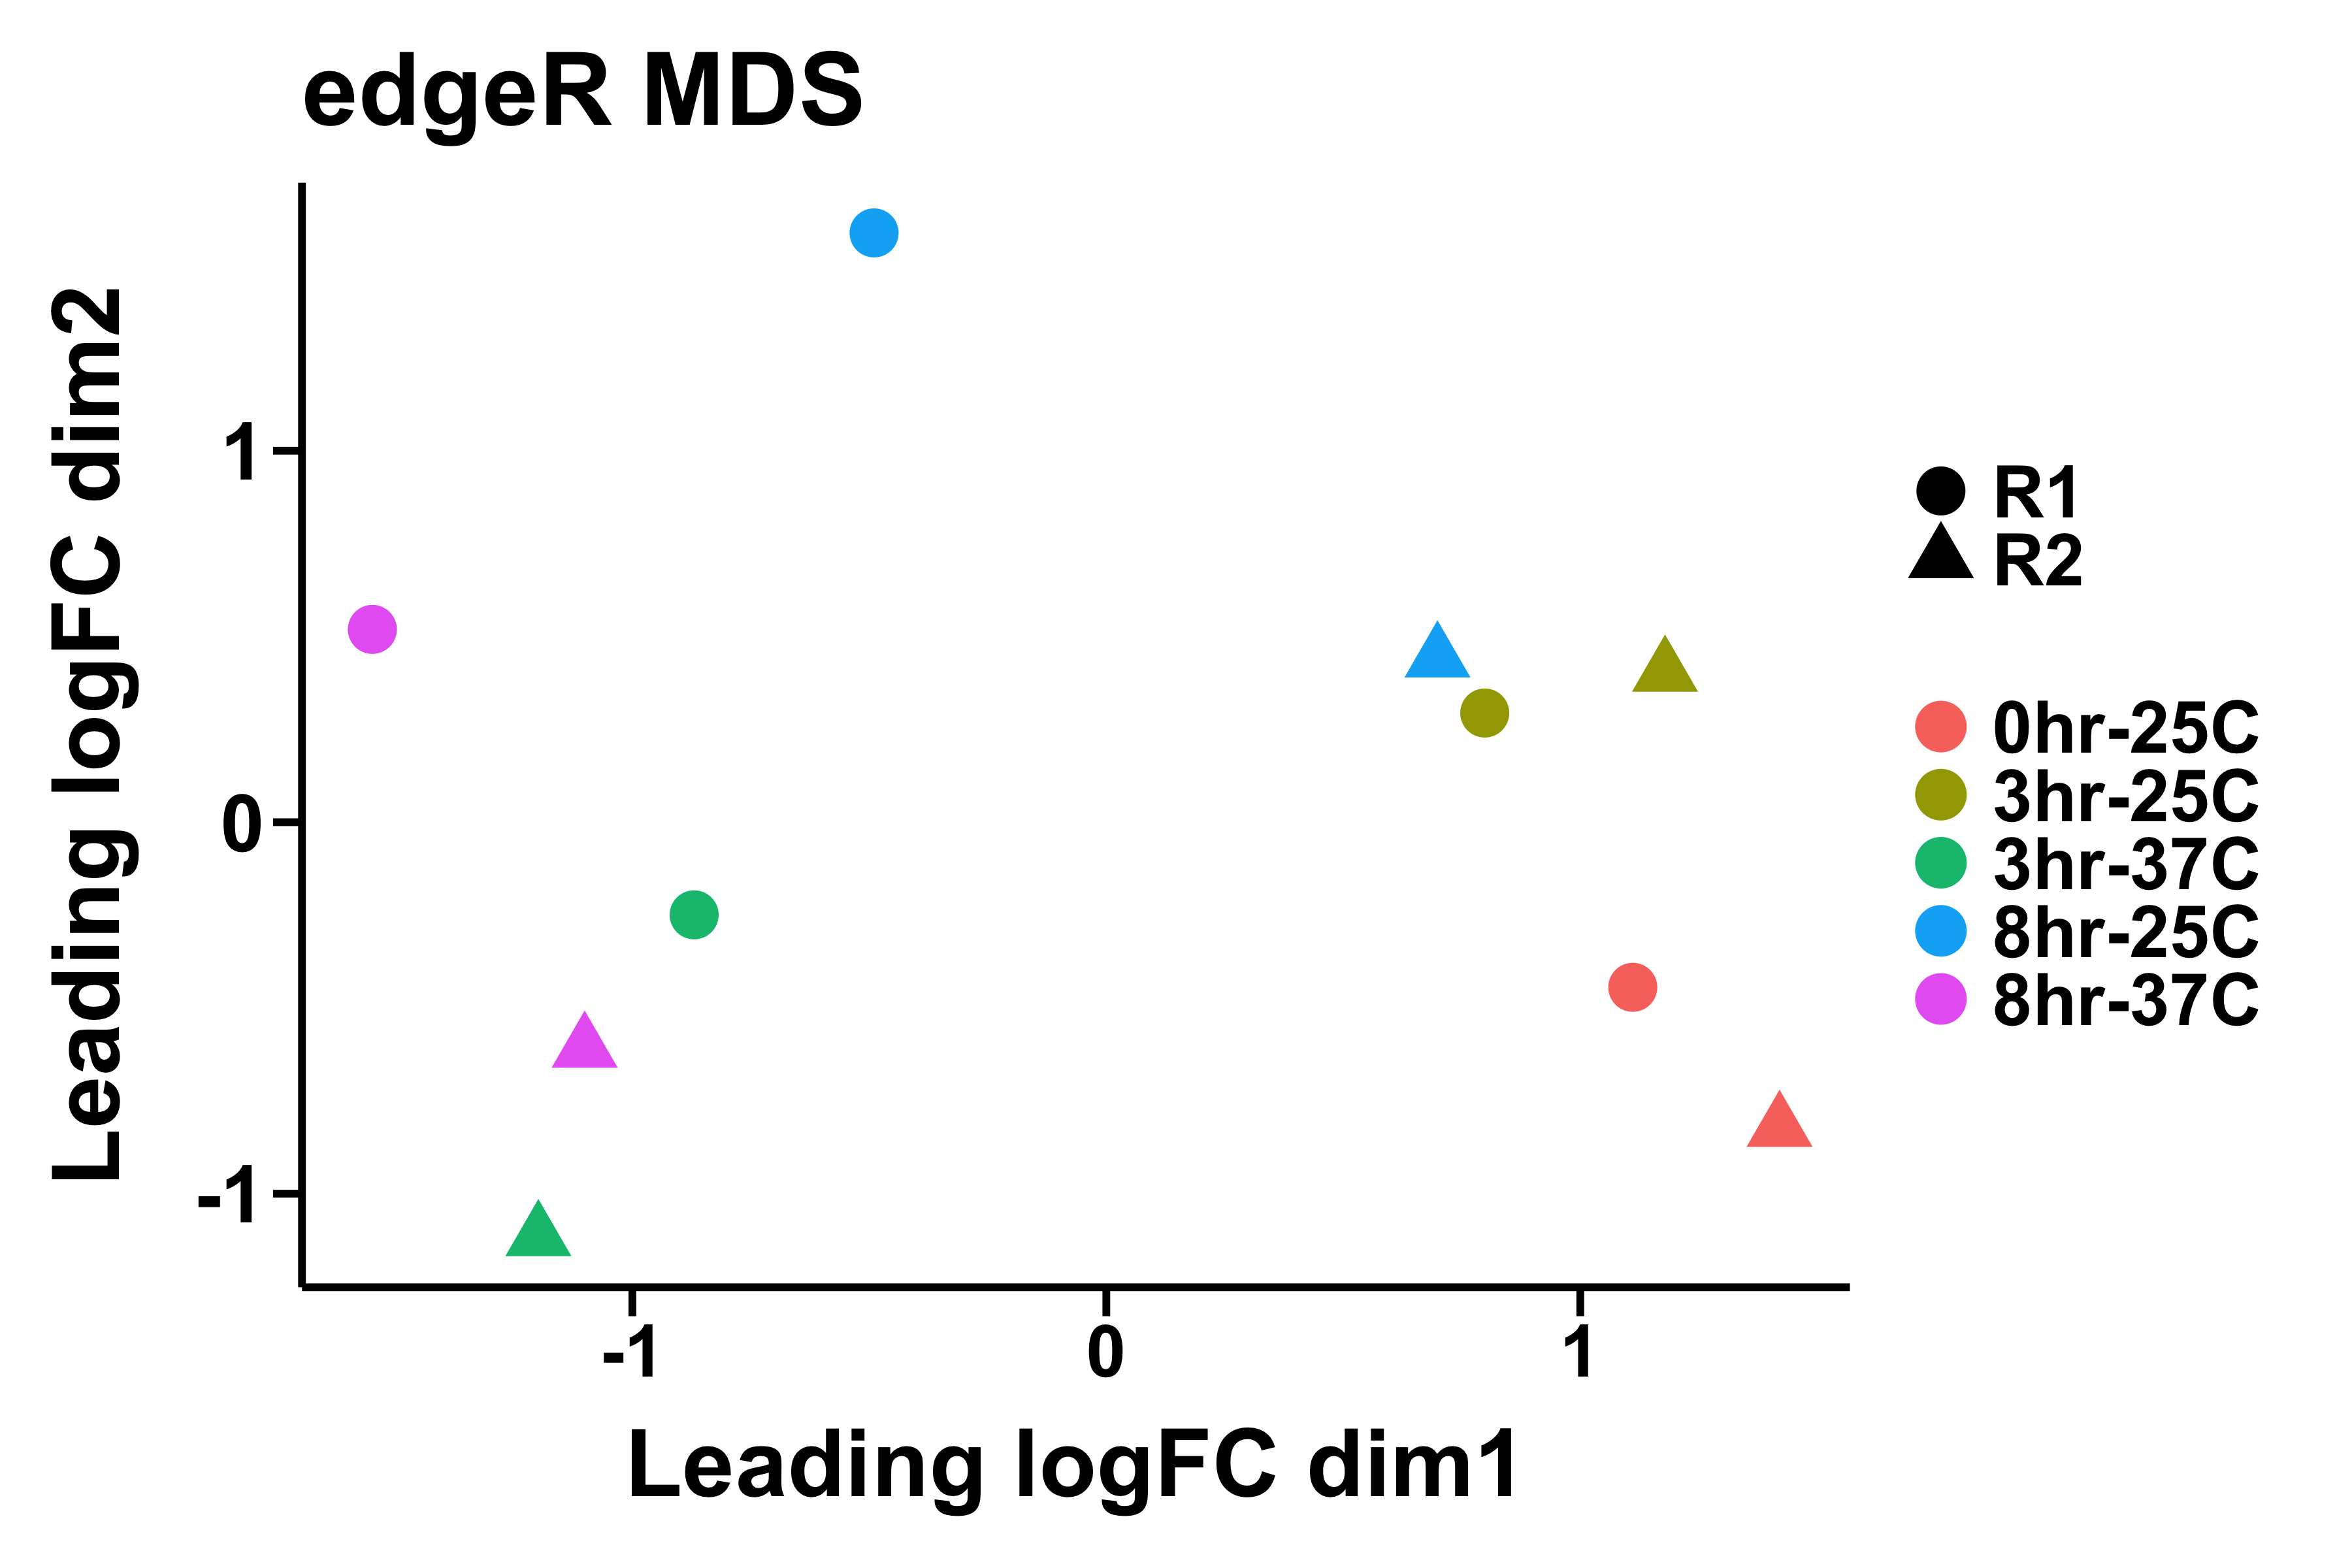 edgeR MDS
Leading logFC dim2
1
0
-1
-1 0 1
Leading logFC dim1
R1
R2
0hr-25C
3hr-25C
3hr-37C
8hr-25C
8hr-37C